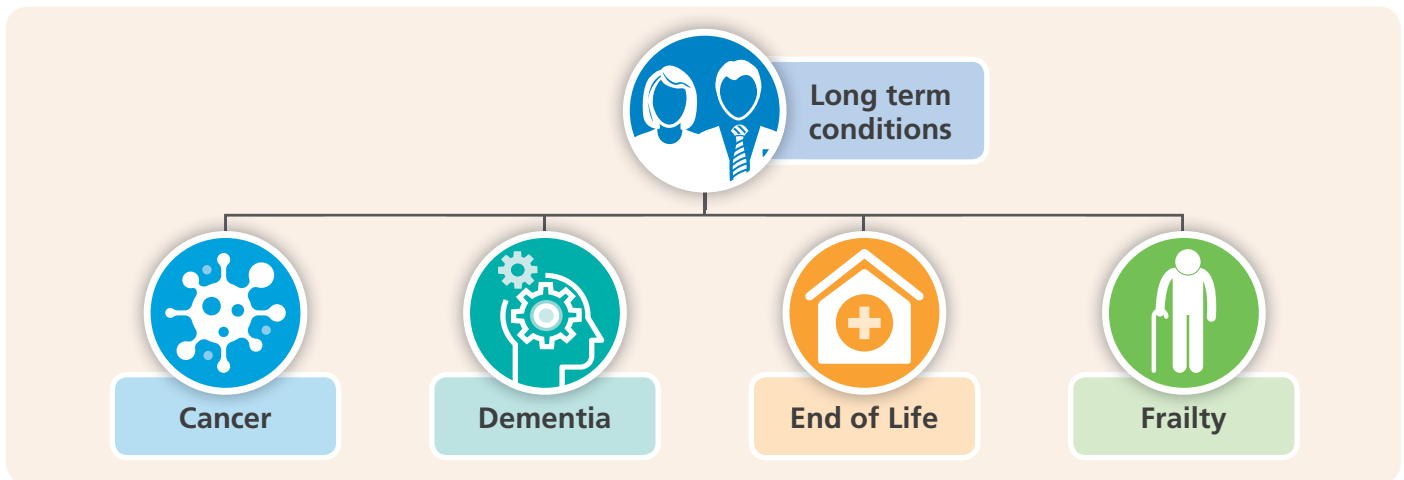 Long term
conditions
Cancer
Dementia
End of Life
Frailty